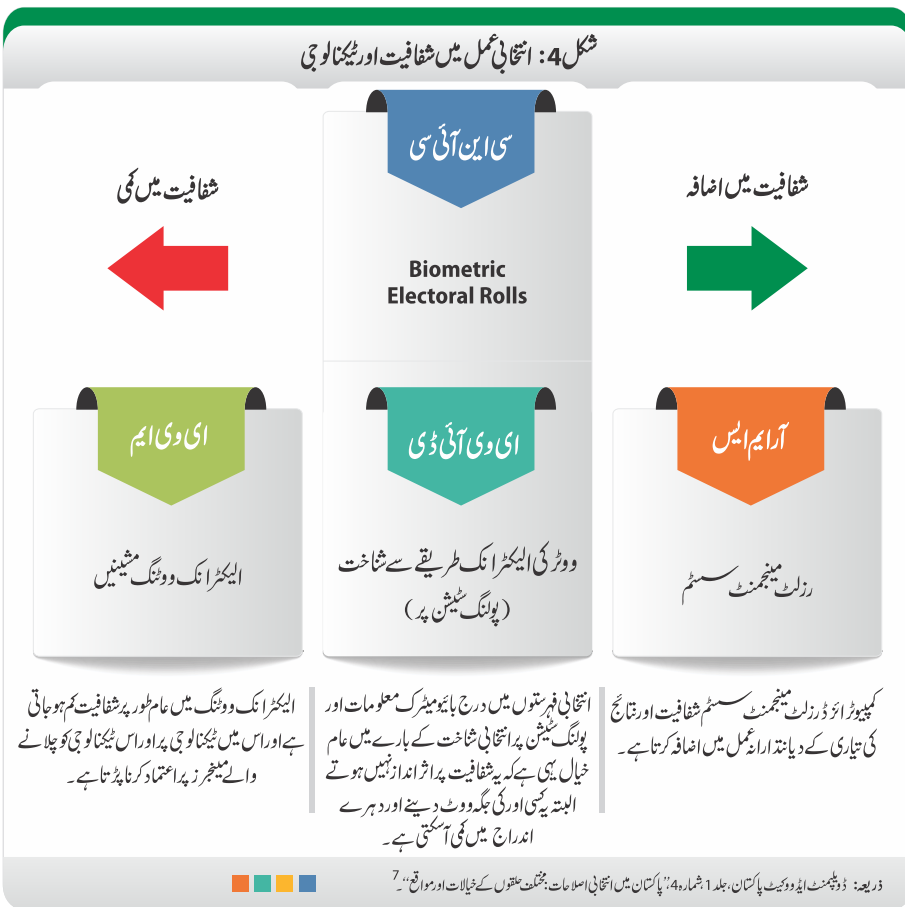 شکل 4: انتخابی عمل میں شفافیت اور ٹیکنالوجی
شفافیت میں اضافہ
سی این آئی سی
Biometric
Electoral Rolls
شفافیت میں کمی
آر ایم ایس
رزلٹ مینجمنٹ سسٹم
کمپیوٹرائزڈ رزلٹ مینجمنٹ سسٹم شفافیت اور نتائج
کی تیاری کے دیانتدارانہ عمل میں اضافہ کرتا ہے۔
ای وی آئی ڈی
ووٹر کی الیکٹرانک طریقے سے شناخت
(پولنگ سٹیشن پر)
انتخابی فہرستوں میں درج بائیو میٹرک معلومات اور
پولنگ سٹیشن پر انتخابی شناخت کے بارے میں عام
خیال یہی ہے کہ یہ شفافیت پر اثر انداز نہیں ہوتے
البتہ یہ کسی اور کی جگہ ووٹ دینے اور دہرے
اندراج میں کمی آ سکتی ہے۔
ای وی ایم
الیکٹرانک ووٹنگ مشینیں
الیکٹرانک ووٹنگ میں عام طور پر شفافیت کم ہو جاتی
ہے اور اس میں ٹیکنالوجی پر اور اس ٹیکنالوجی کو چلانے
والے مینجرز پر اعتماد کرنا پڑتا ہے۔
ذریعہ: ڈویلپمنٹ ایڈووکیٹ پاکستان، جلد 1، شمارہ 4، ”پاکستان میں انتخابی اصلاحات: مختلف حلقوں کے خیالات اور مواقع“۔ 7